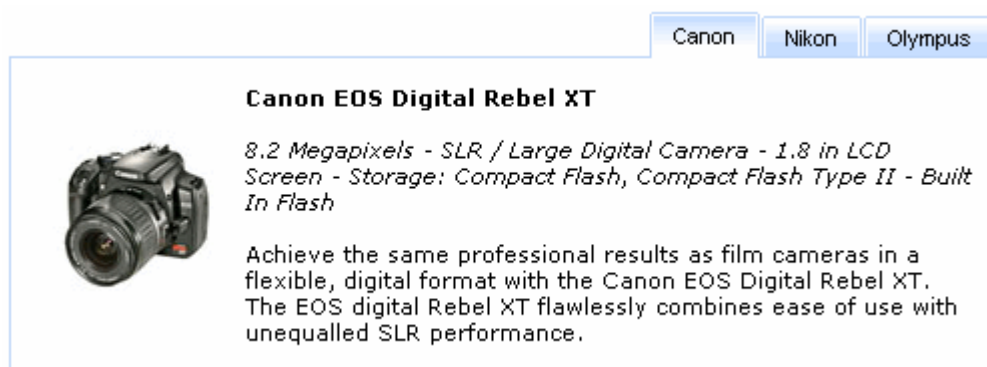 Canon Nikon Olympus
Canon EOS Digital Rebel XT
8.2 Megapixels - SLR / Large Digital Camera - 1.8 in LCD
Screen - Storage: Compact Flash, Compact Flash Type II - Built
In Flash
Achieve the same professional results as film cameras in a
flexible, digital format with the Canon EOS Digital Rebel XT.
The EOS digital Rebel XT flawlessly combines ease of use with
unequalled SLR performance.